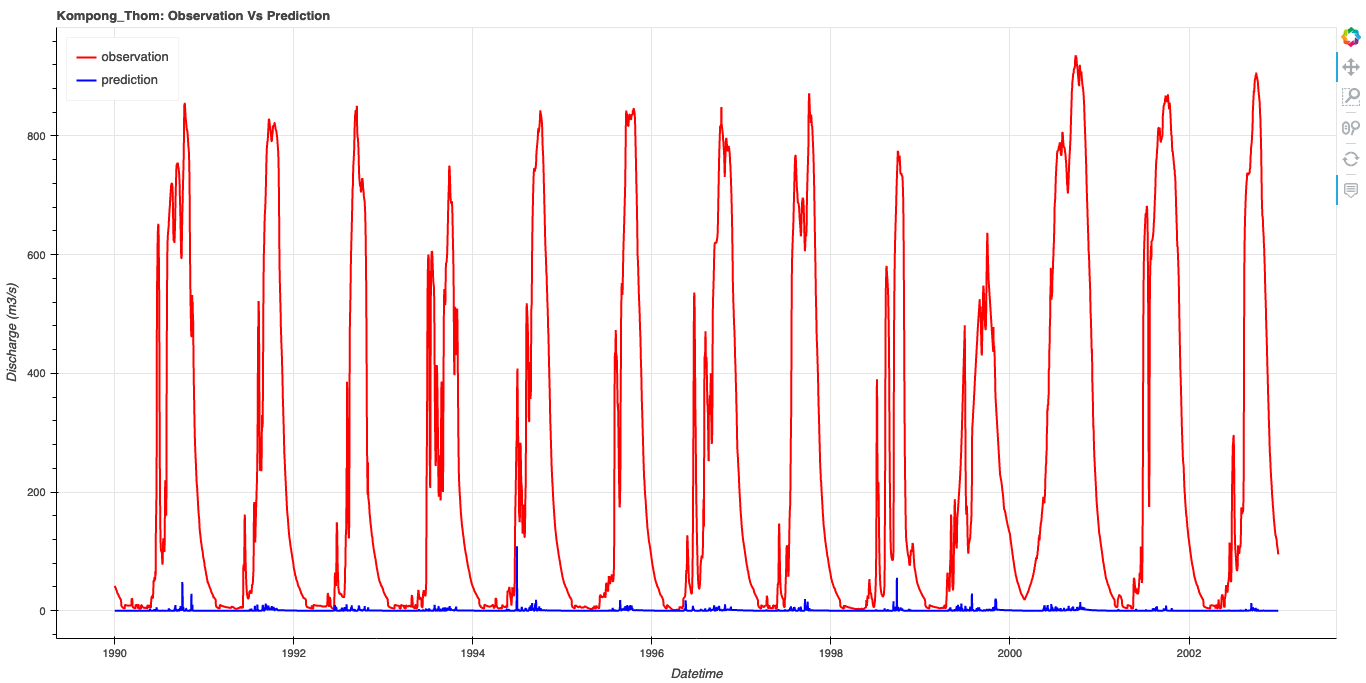 Kompong_Thom: Observation Vs Prediction
observation
prediction
800
600
400
200
0
Discharge (m3/s)
1990 1992 1994 1996 1998 2000 2002
Datetime